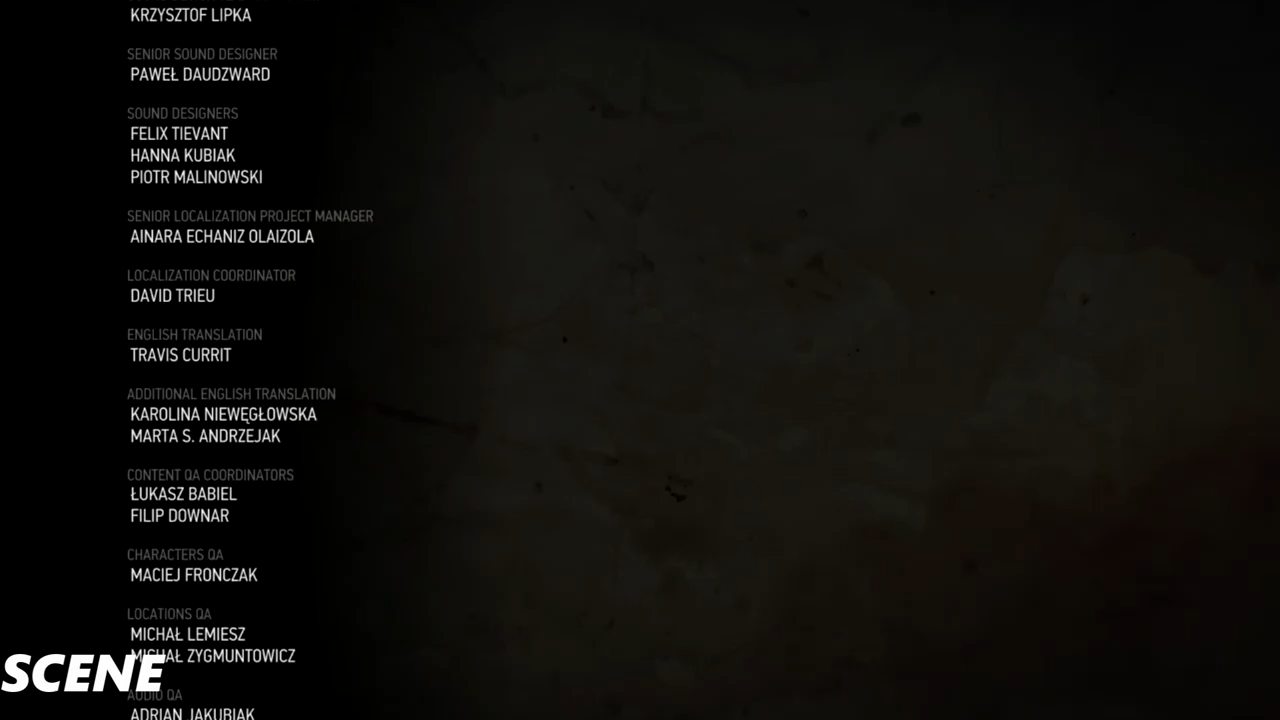 KRZYSZTOF LIPKA
SENIOR SOUND DESIGNER
PAWEŁ DAUDZWARD
SOUND DESIGNERS
FELIX TIEVANT
HANNA KUBIAK
PIOTR MALINOWSKI
SENIOR LOCALIZATION PROJECT MANAGER
AINARA ECHANIZ OLAIZOLA
LOCALIZATION COORDINATOR
DAVID TRIEU
ENGLISH TRANSLATION
TRAVIS CURRIT
ADDITIONAL ENGLISH TRANSLATION
KAROLINA NIEWĘGŁOWSKA
MARTA S. ANDRZEJAK
CONTENT QA COORDINATORS
ŁUKASZ BABIEL
FILIP DOWNAR
CHARACTERS QA
MACIEJ FRONCZAK
LOCATIONS QA
MICHAŁ LEMIESZ
MICHAŁ ZYGMUNTOWICZ
SCENE
AUDIO QA
ADRIAN JAKUBIAK